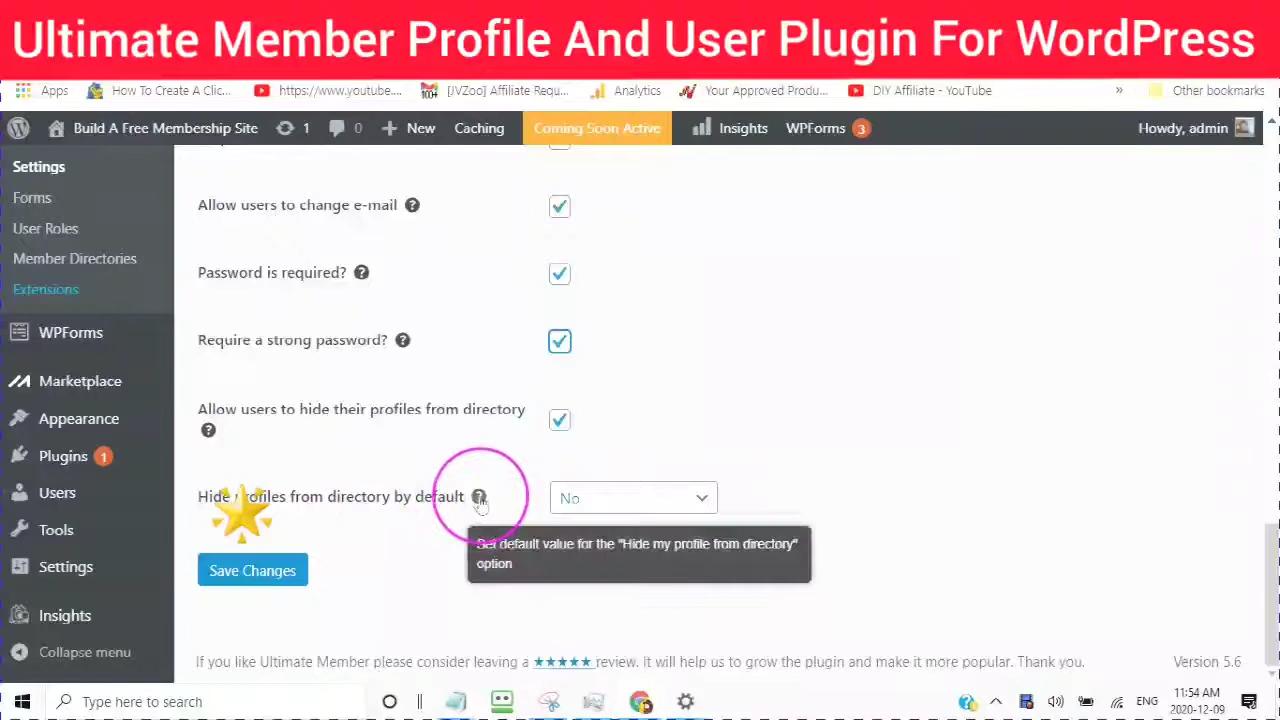 Ultimate Member Profile And User Plugin For WordPress
Apps How To Create A Clic... https://www.youtube.... [JVZoo] Affiliate Requ... Analytics Your Approved Produ... DIY Affiliate - YouTube » Other bookmarks
Build A Free Membership Site 1 0 + New Caching Coming Soon Active Insights WPForms 3 Howdy, admin
Settings
Forms
User Roles
Member Directories
Extensions
WPForms
Marketplace
Appearance
Plugins 1
Users
Tools
Settings
Insights
Collapse menu
Allow users to change e-mail ?
Password is required? ?
Require a strong password? ?
Allow users to hide their profiles from directory
?
Hide profiles from directory by default ? No
Set default value for the "Hide my profile from directory"
option
Save Changes
If you like Ultimate Member please consider leaving a ★★★★★ review. It will help us to grow the plugin and make it more popular. Thank you. Version 5.6
Type here to search ENG 11:54 AM
2020-12-09